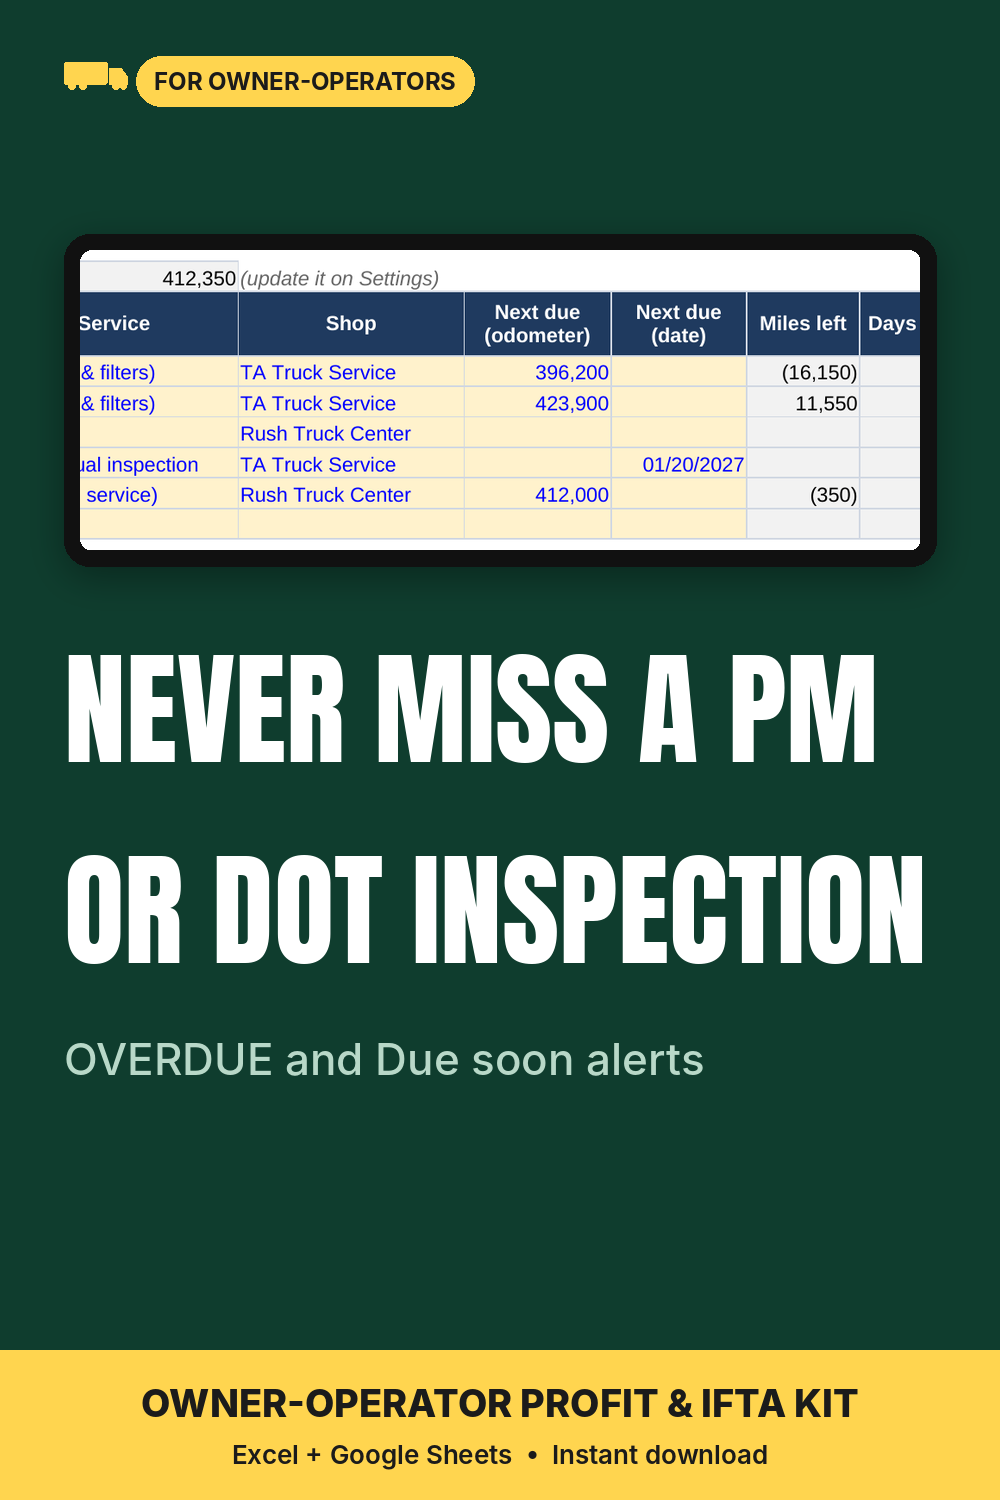 FOR OWNER-OPERATORS
412,350 (update it on Settings)
Service Shop Next due (odometer) Next due (date) Miles left Days
& filters) TA Truck Service 396,200 (16,150)
& filters) TA Truck Service 423,900 11,550
Rush Truck Center
ual inspection TA Truck Service 01/20/2027
service) Rush Truck Center 412,000 (350)
NEVER MISS A PM
OR DOT INSPECTION
OVERDUE and Due soon alerts
OWNER-OPERATOR PROFIT & IFTA KIT
Excel + Google Sheets • Instant download